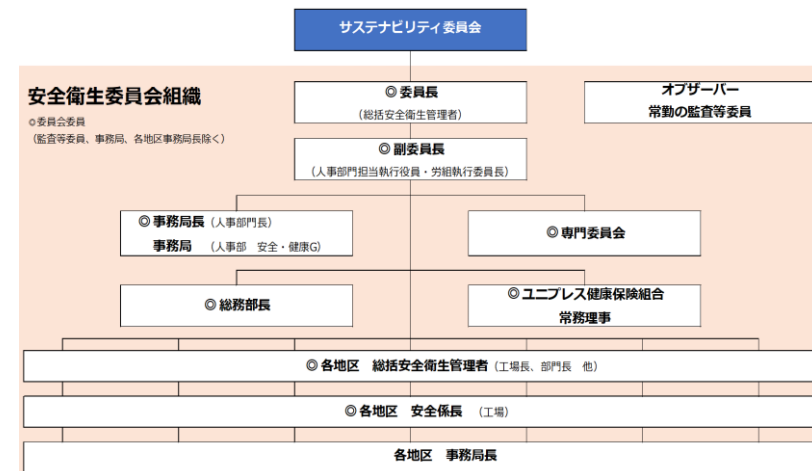 サステナビリティ委員会
安全衛生委員会組織
◎委員会委員
（監査等委員、事務局、各地区事務局長除く）
◎委員長
（総括安全衛生管理者）
オブザーバー
常勤の監査等委員
◎副委員長
（人事部門担当執行役員・労組執行委員長）
◎事務局長（人事部門長）
事務局　（人事部　安全・健康G）
◎専門委員会
◎総務部長
◎ユニプレス健康保険組合
常務理事
◎各地区　総括安全衛生管理者（工場長、部門長　他）
◎各地区　安全係長　（工場）
各地区　事務局長